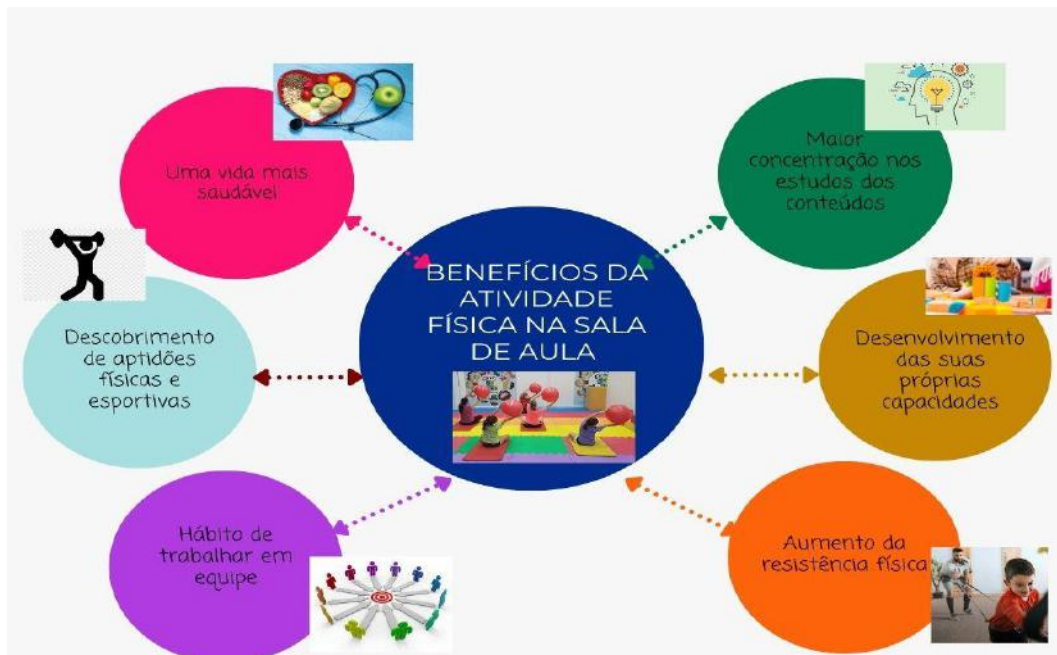 BENEFÍCIOS DA
ATIVIDADE
FÍSICA NA SALA
DE AULA
Uma vida mais
saudável
Maior
concentração nos
estudos dos
conteúdos
Descobrimento
de aptidões
físicas e
esportivas
Desenvolvimento
das suas
próprias
capacidades
Hábito de
trabalhar em
equipe
Aumento da
resistência física